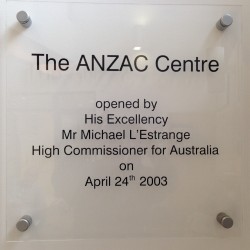 The ANZAC Centre
opened by
His Excellency
Mr Michael L'Estrange
High Commissioner for Australia
on
April 24th 2003